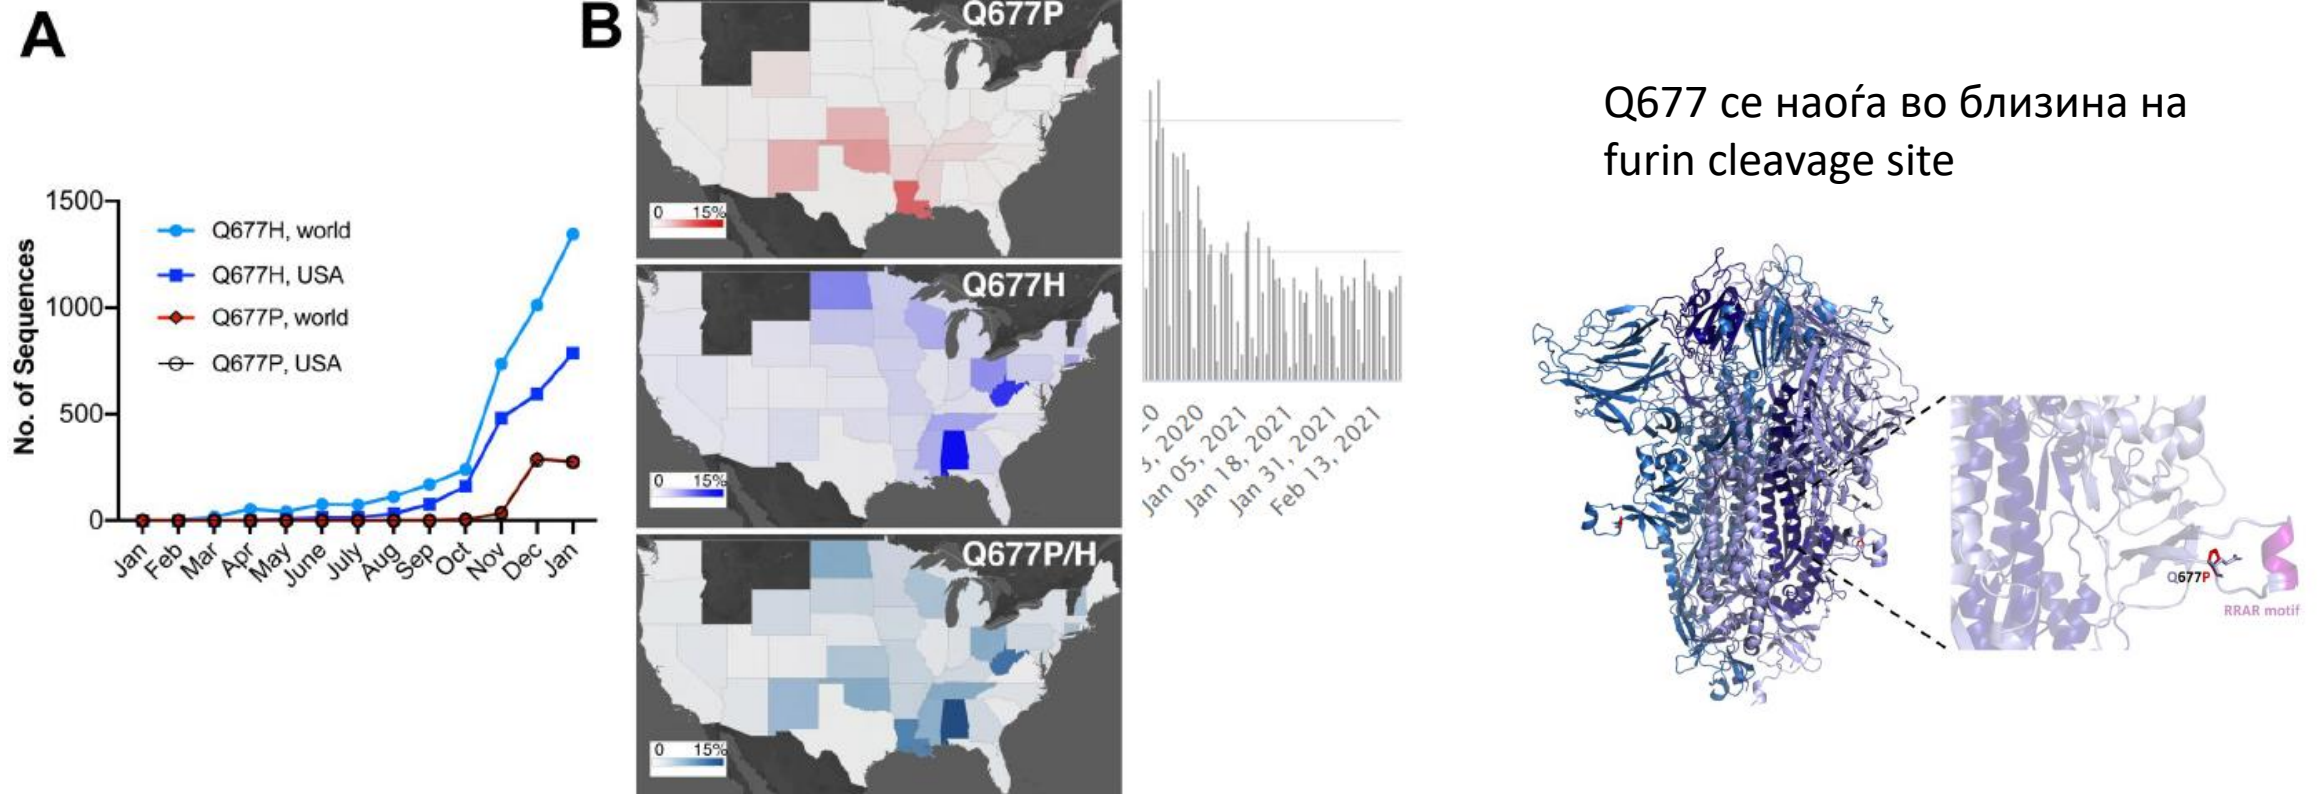 A
No. of Sequences
1500
1000
500
0
Q677H, world
Q677H, USA
Q677P, world
Q677P, USA
Jan
Feb
Mar
Apr
May
June
July
Aug
Sep
Oct
Nov
Dec
Jan
B
Q677P
0 15%
Q677H
0 15%
Q677P/H
0 15%
20
3, 2020
Jan 05, 2021
Jan 18, 2021
Jan 31, 2021
Feb 13, 2021
Q677 се наоѓа во близина на
furin cleavage site
Q677P
RRAR motif